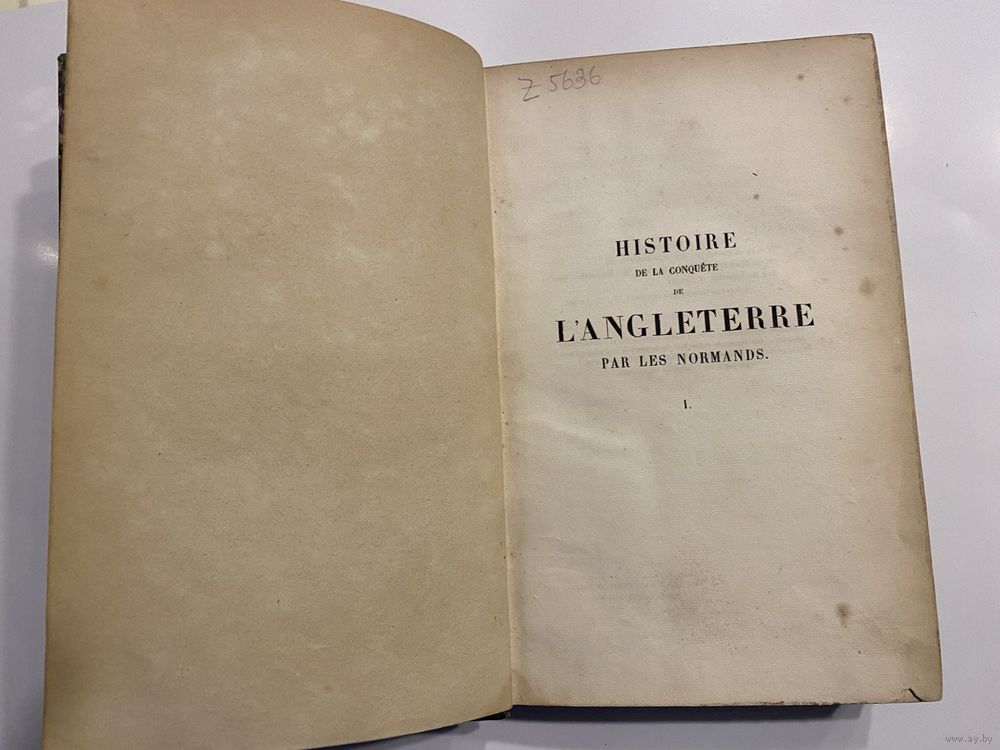 Z 5636
HISTOIRE
DE LA CONQUÊTE
DE
L'ANGLETERRE
PAR LES NORMANDS.
I.
www.ay.by